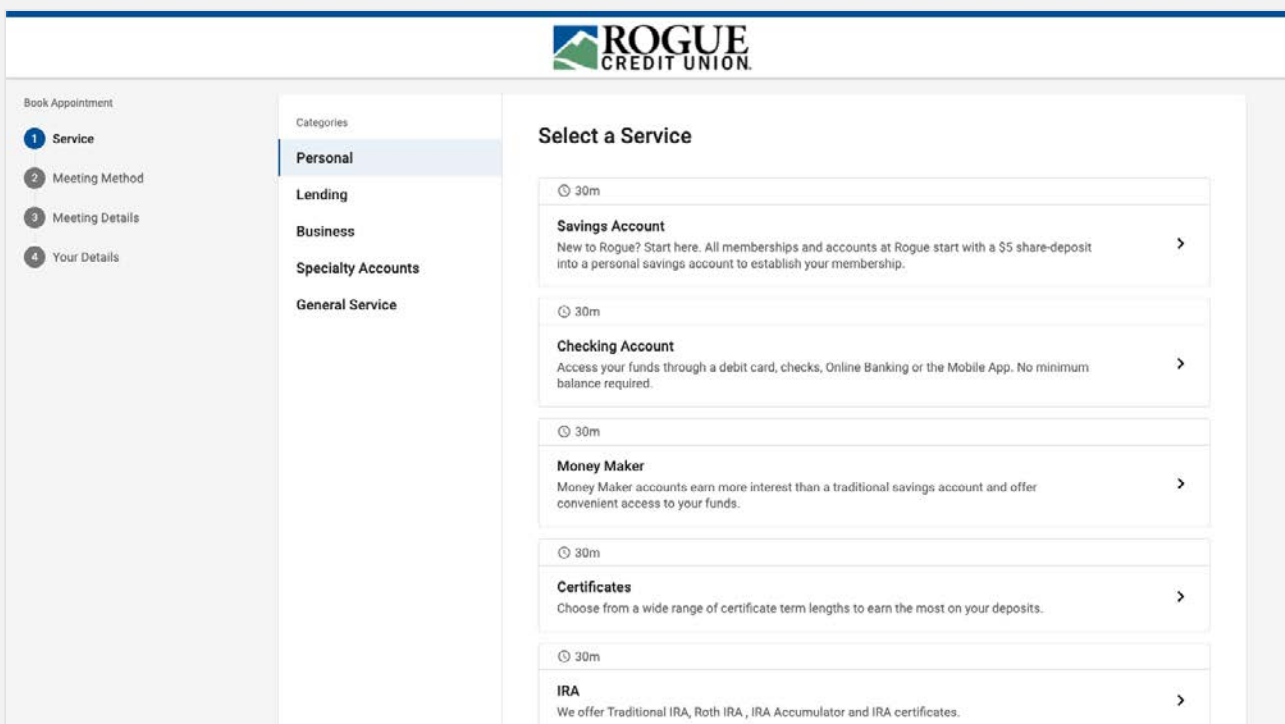 ROGUE
CREDIT UNION.
Book Appointment
1 Service
2 Meeting Method
3 Meeting Details
4 Your Details
Categories
Personal
Lending
Business
Specialty Accounts
General Service
Select a Service
30m
Savings Account
New to Rogue? Start here. All memberships and accounts at Rogue start with a $5 share-deposit
into a personal savings account to establish your membership.
30m
Checking Account
Access your funds through a debit card, checks, Online Banking or the Mobile App. No minimum
balance required.
30m
Money Maker
Money Maker accounts earn more interest than a traditional savings account and offer
convenient access to your funds.
30m
Certificates
Choose from a wide range of certificate term lengths to earn the most on your deposits.
30m
IRA
We offer Traditional IRA, Roth IRA , IRA Accumulator and IRA certificates.